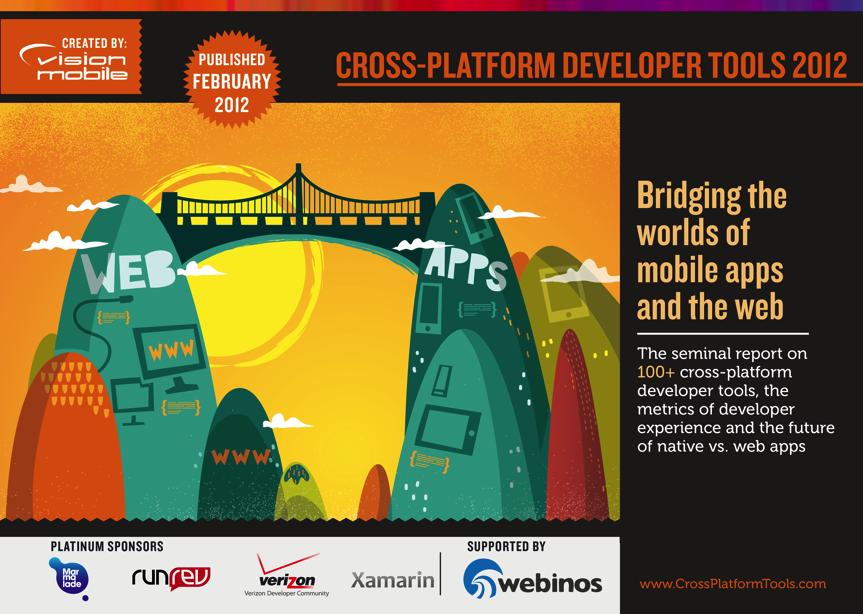 CREATED BY:
vision
mobile
PUBLISHED
FEBRUARY
2012
CROSS-PLATFORM DEVELOPER TOOLS 2012
WEB
APPS
WWW
WWW
Bridging the
worlds of
mobile apps
and the web
The seminal report on
100+ cross-platform
developer tools, the
metrics of developer
experience and the future
of native vs. web apps
PLATINUM SPONSORS
SUPPORTED BY
Mar
ma
lade
runrev
verizon
Verizon Developer Community
Xamarin
webinos
www.CrossPlatformTools.com